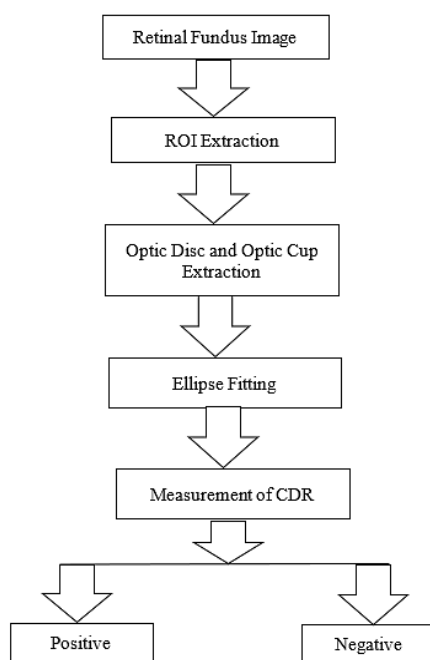 Retinal Fundus Image
ROI Extraction
Optic Disc and Optic Cup
Extraction
Ellipse Fitting
Measurement of CDR
Positive
Negative